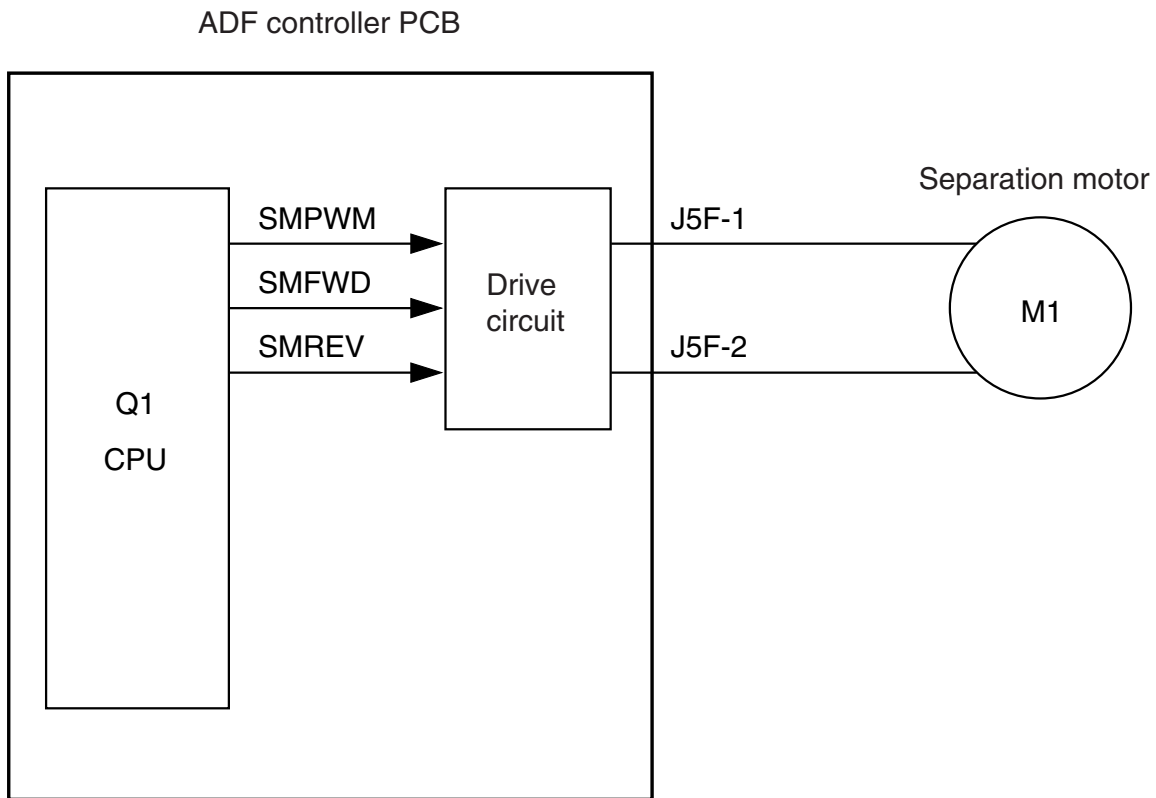 ADF controller PCB
Separation motor
SMPWM
J5F-1
SMFWD
Drive
circuit
M1
SMREV
J5F-2
Q1
CPU